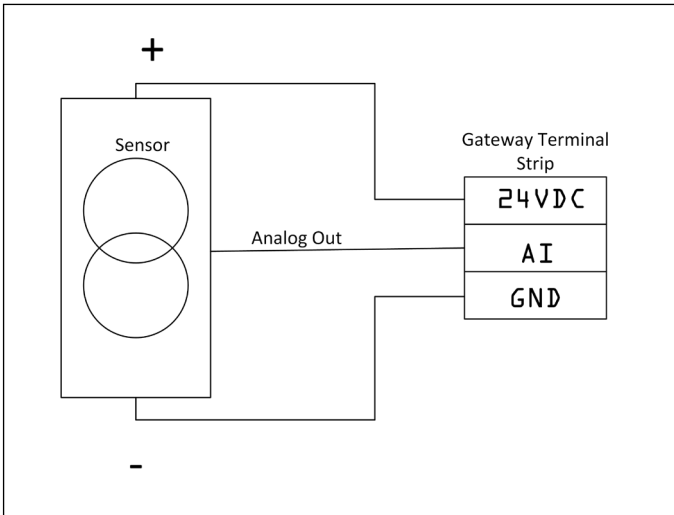 +
Sensor
Gateway Terminal
Strip
24VDC
Analog Out
AI
GND
-